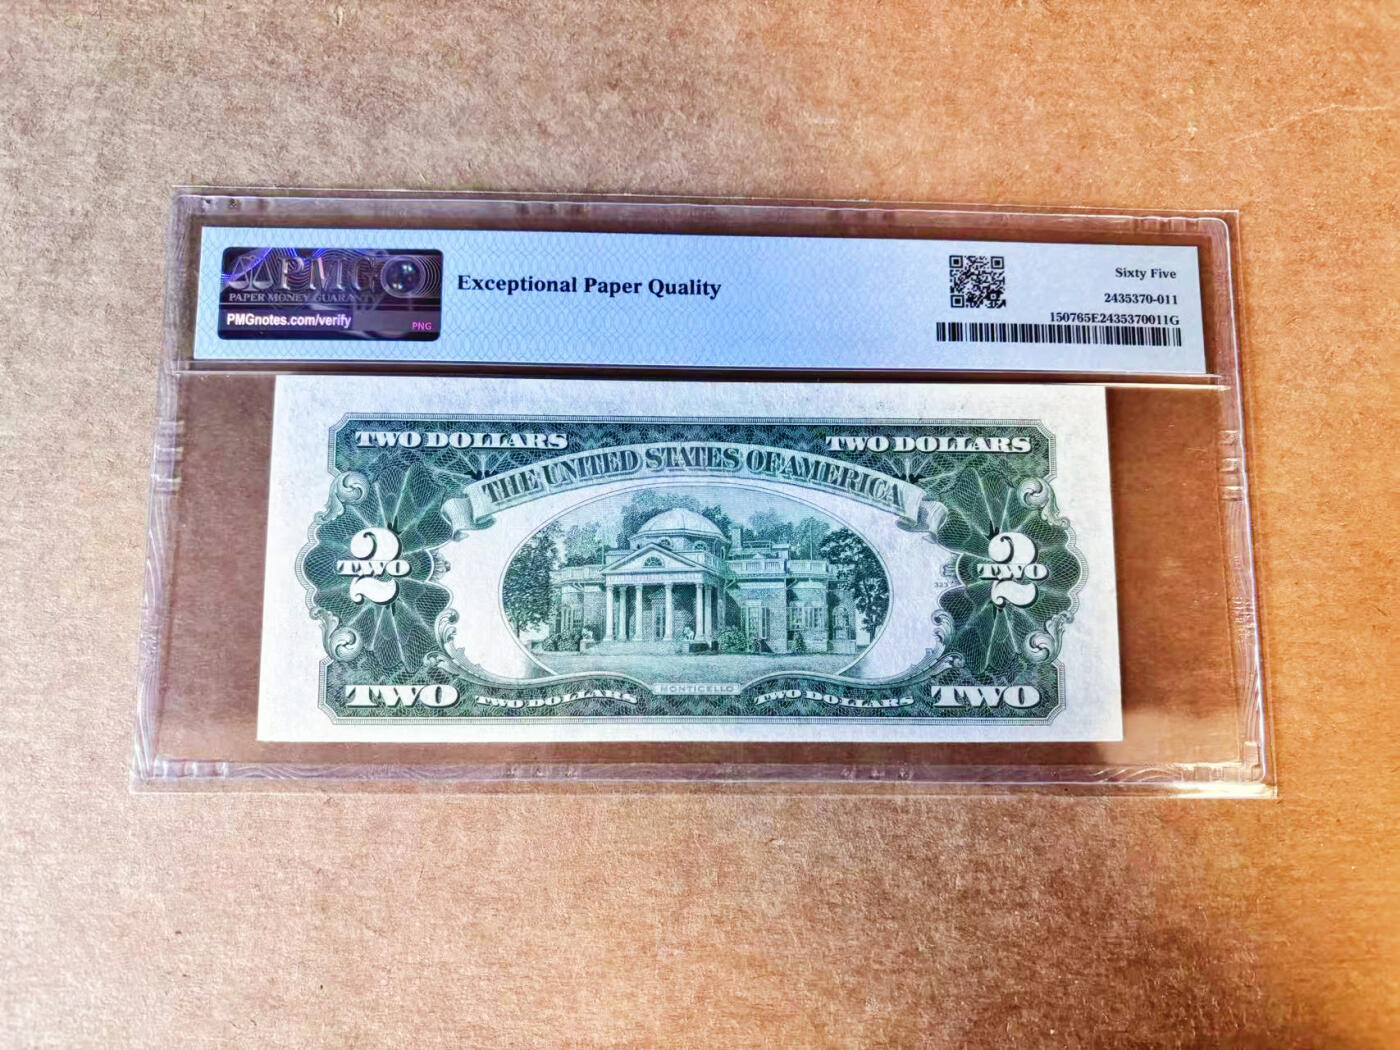 PMG
PAPER MONEY GUARANTY
PMGnotes.com/verify
PNG
Exceptional Paper Quality
Sixty Five
2435370-011
150765E2435370011G
TWO DOLLARS
TWO DOLLARS
THE UNITED STATES OF AMERICA
2
TWO
2
TWO
TWO
TWO DOLLARS
MONTICELLO
TWO DOLLARS
TWO